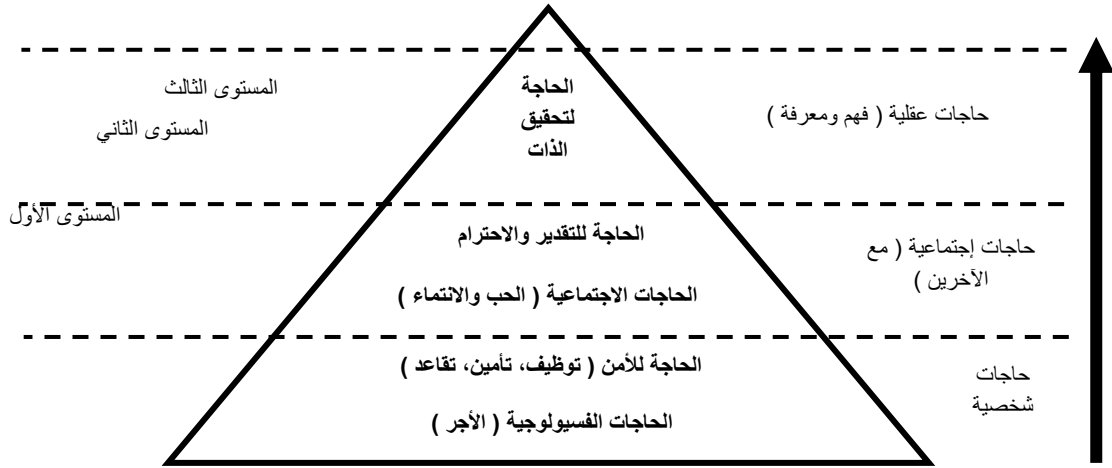 المستوى الثالث
المستوى الثاني
المستوى الأول
الحاجة
لتحقيق
الذات
حاجات عقلية ( فهم ومعرفة )
الحاجة للتقدير والاحترام
الحاجات الاجتماعية ( الحب والانتماء )
حاجات إجتماعية ( مع
الآخرين )
الحاجة للأمن ( توظيف، تأمين، تقاعد )
الحاجات الفسيولوجية ( الأجر )
حاجات
شخصية